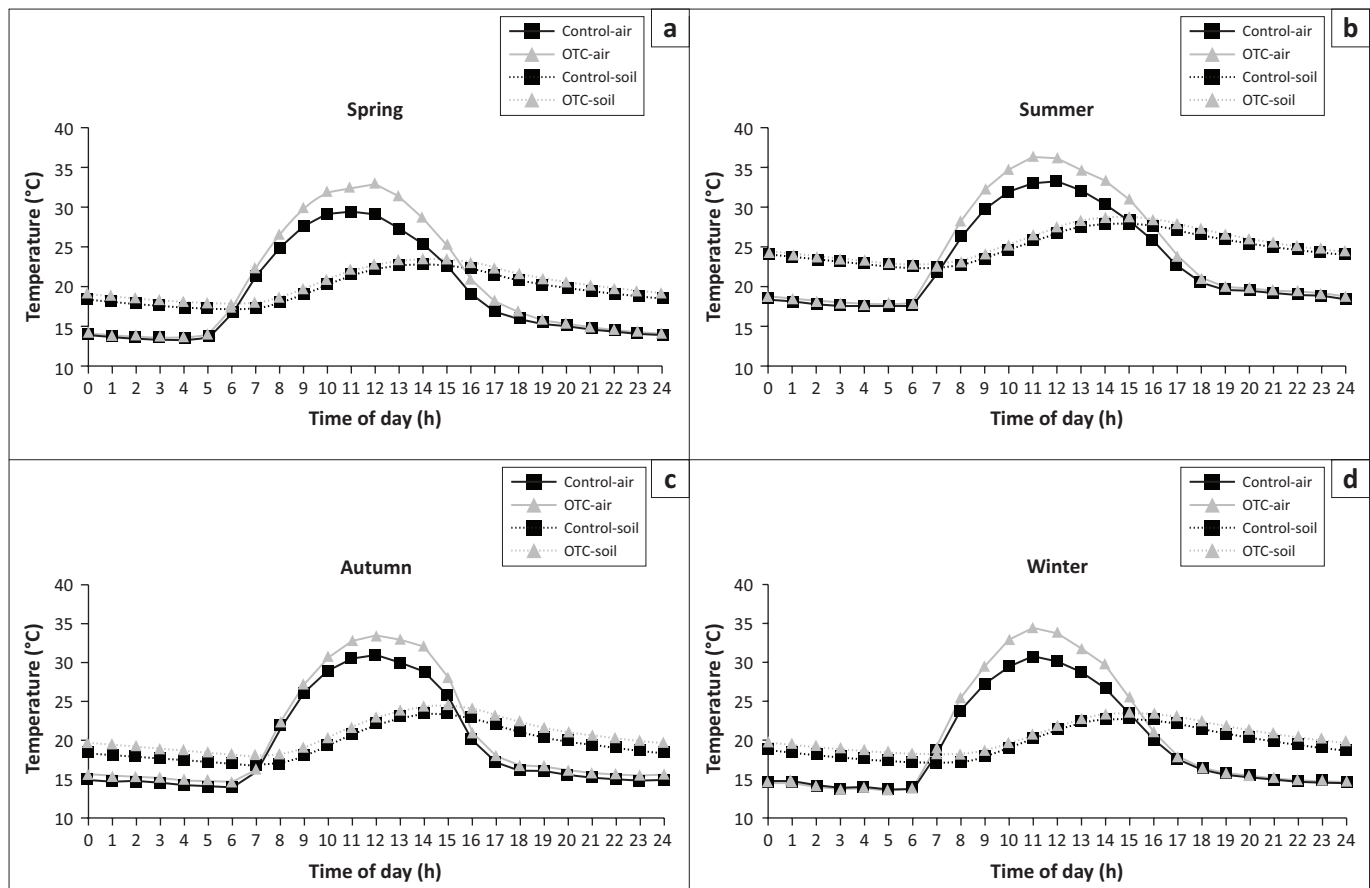 a
Control-air
OTC-air
Control-soil
OTC-soil
Spring
Temperature (°C)
40
35
30
25
20
15
10
0 1 2 3 4 5 6 7 8 9 10 11 12 13 14 15 16 17 18 19 20 21 22 23 24
Time of day (h)
b
Control-air
OTC-air
Control-soil
OTC-soil
Summer
Temperature (°C)
40
35
30
25
20
15
10
0 1 2 3 4 5 6 7 8 9 10 11 12 13 14 15 16 17 18 19 20 21 22 23 24
Time of day (h)
c
Control-air
OTC-air
Control-soil
OTC-soil
Autumn
Temperature (°C)
40
35
30
25
20
15
10
0 1 2 3 4 5 6 7 8 9 10 11 12 13 14 15 16 17 18 19 20 21 22 23 24
Time of day (h)
d
Control-air
OTC-air
Control-soil
OTC-soil
Winter
Temperature (°C)
40
35
30
25
20
15
10
0 1 2 3 4 5 6 7 8 9 10 11 12 13 14 15 16 17 18 19 20 21 22 23 24
Time of day (h)